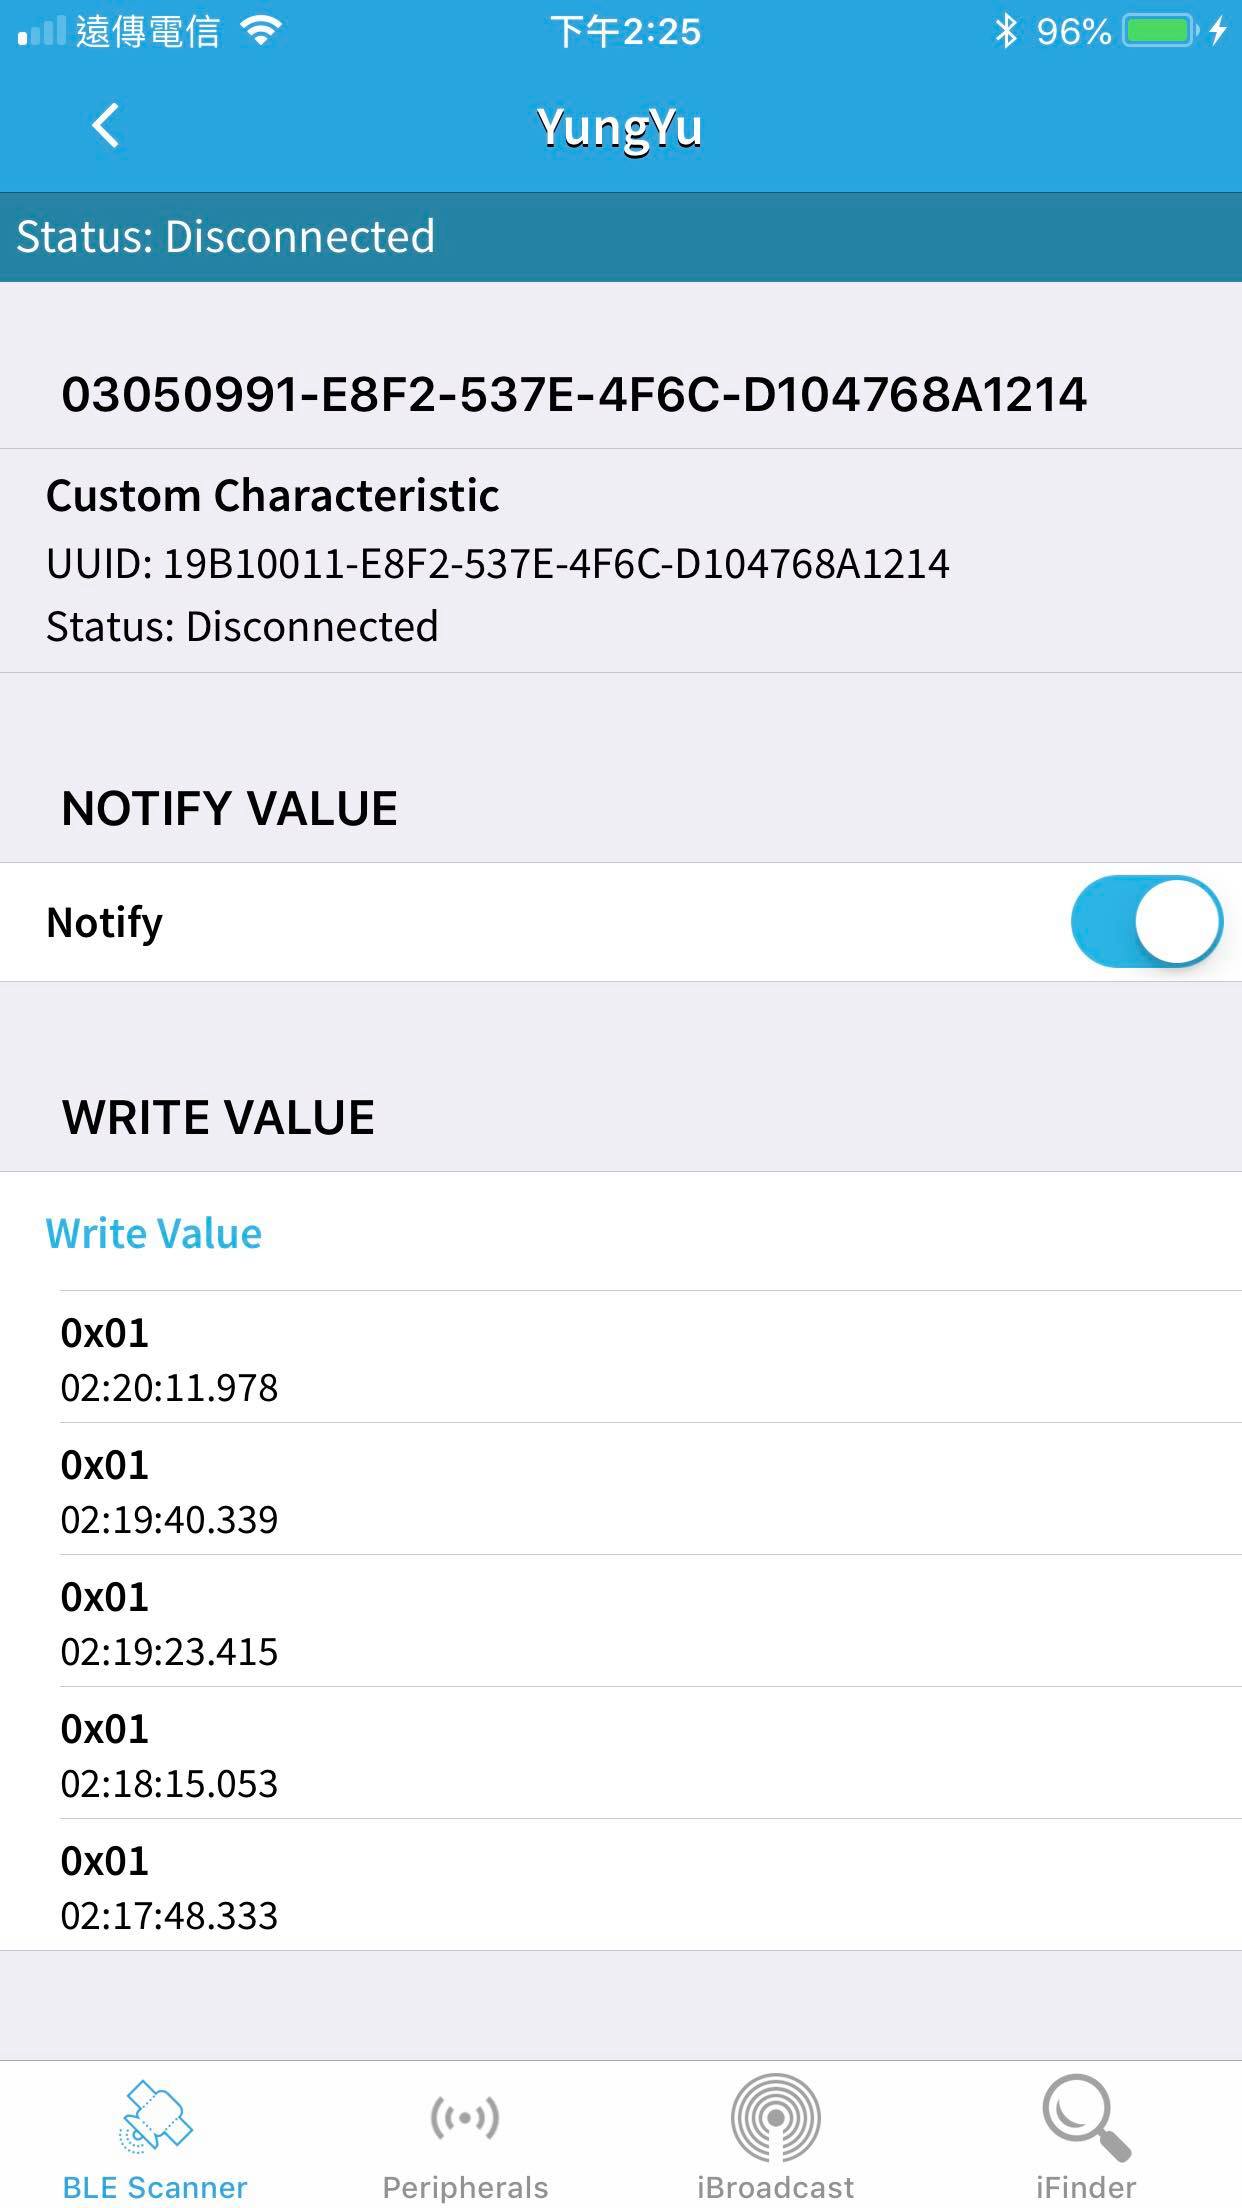 遠傳電信 下午2:25 96%
YungYu
Status: Disconnected
03050991-E8F2-537E-4F6C-D104768A1214
Custom Characteristic
UUID: 19B10011-E8F2-537E-4F6C-D104768A1214
Status: Disconnected
NOTIFY VALUE
Notify
WRITE VALUE
Write Value
0x01
02:20:11.978
0x01
02:19:40.339
0x01
02:19:23.415
0x01
02:18:15.053
0x01
02:17:48.333
BLE Scanner Peripherals iBroadcast iFinder